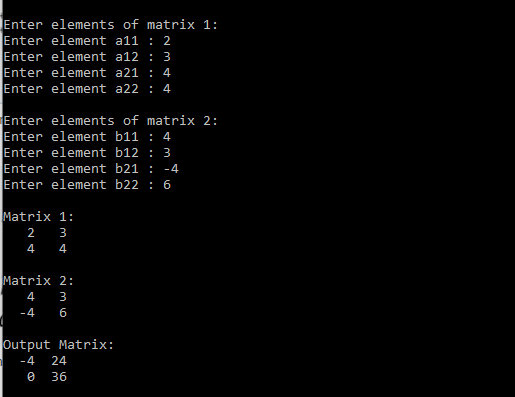 Enter elements of matrix 1:
Enter element a11 : 2
Enter element a12 : 3
Enter element a21 : 4
Enter element a22 : 4
Enter elements of matrix 2:
Enter element b11 : 4
Enter element b12 : 3
Enter element b21 : -4
Enter element b22 : 6
Matrix 1:
2 3
4 4
Matrix 2:
4 3
-4 6
Output Matrix:
-4 24
0 36